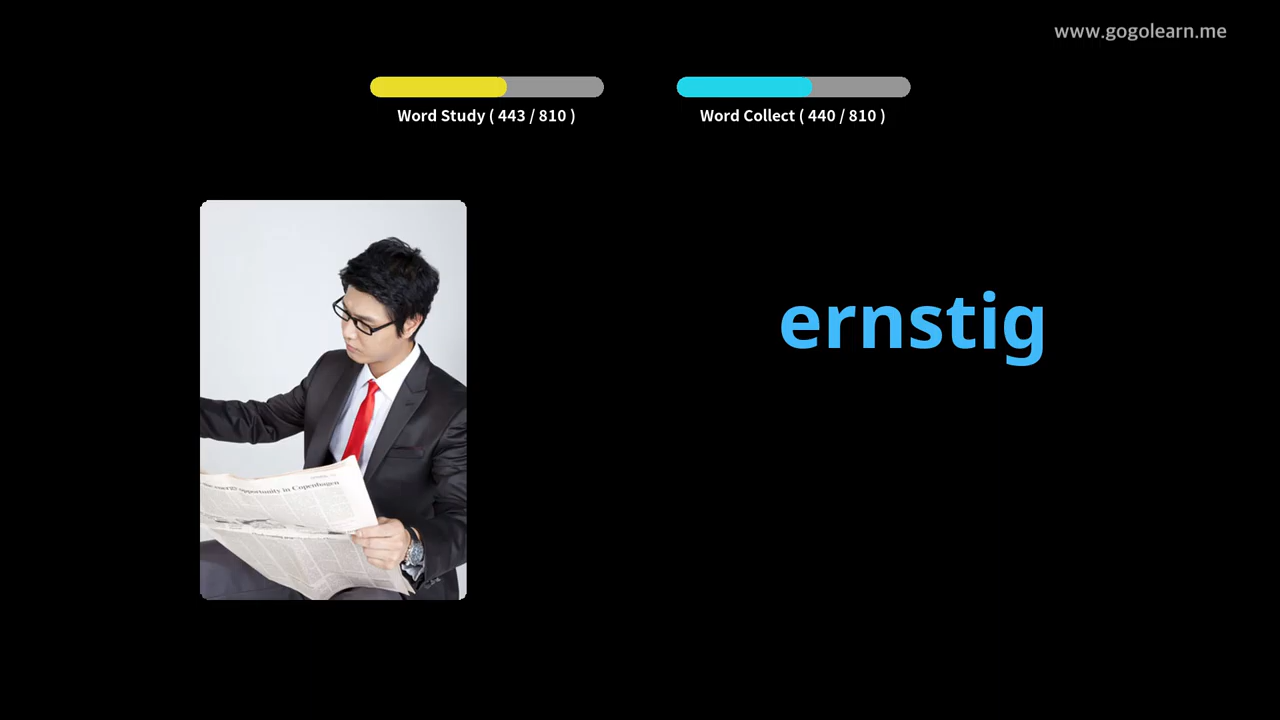 www.gogolearn.me
Word Study ( 443 / 810 )
Word Collect ( 440 / 810 )
ernstig
opportunity in Copenhagen